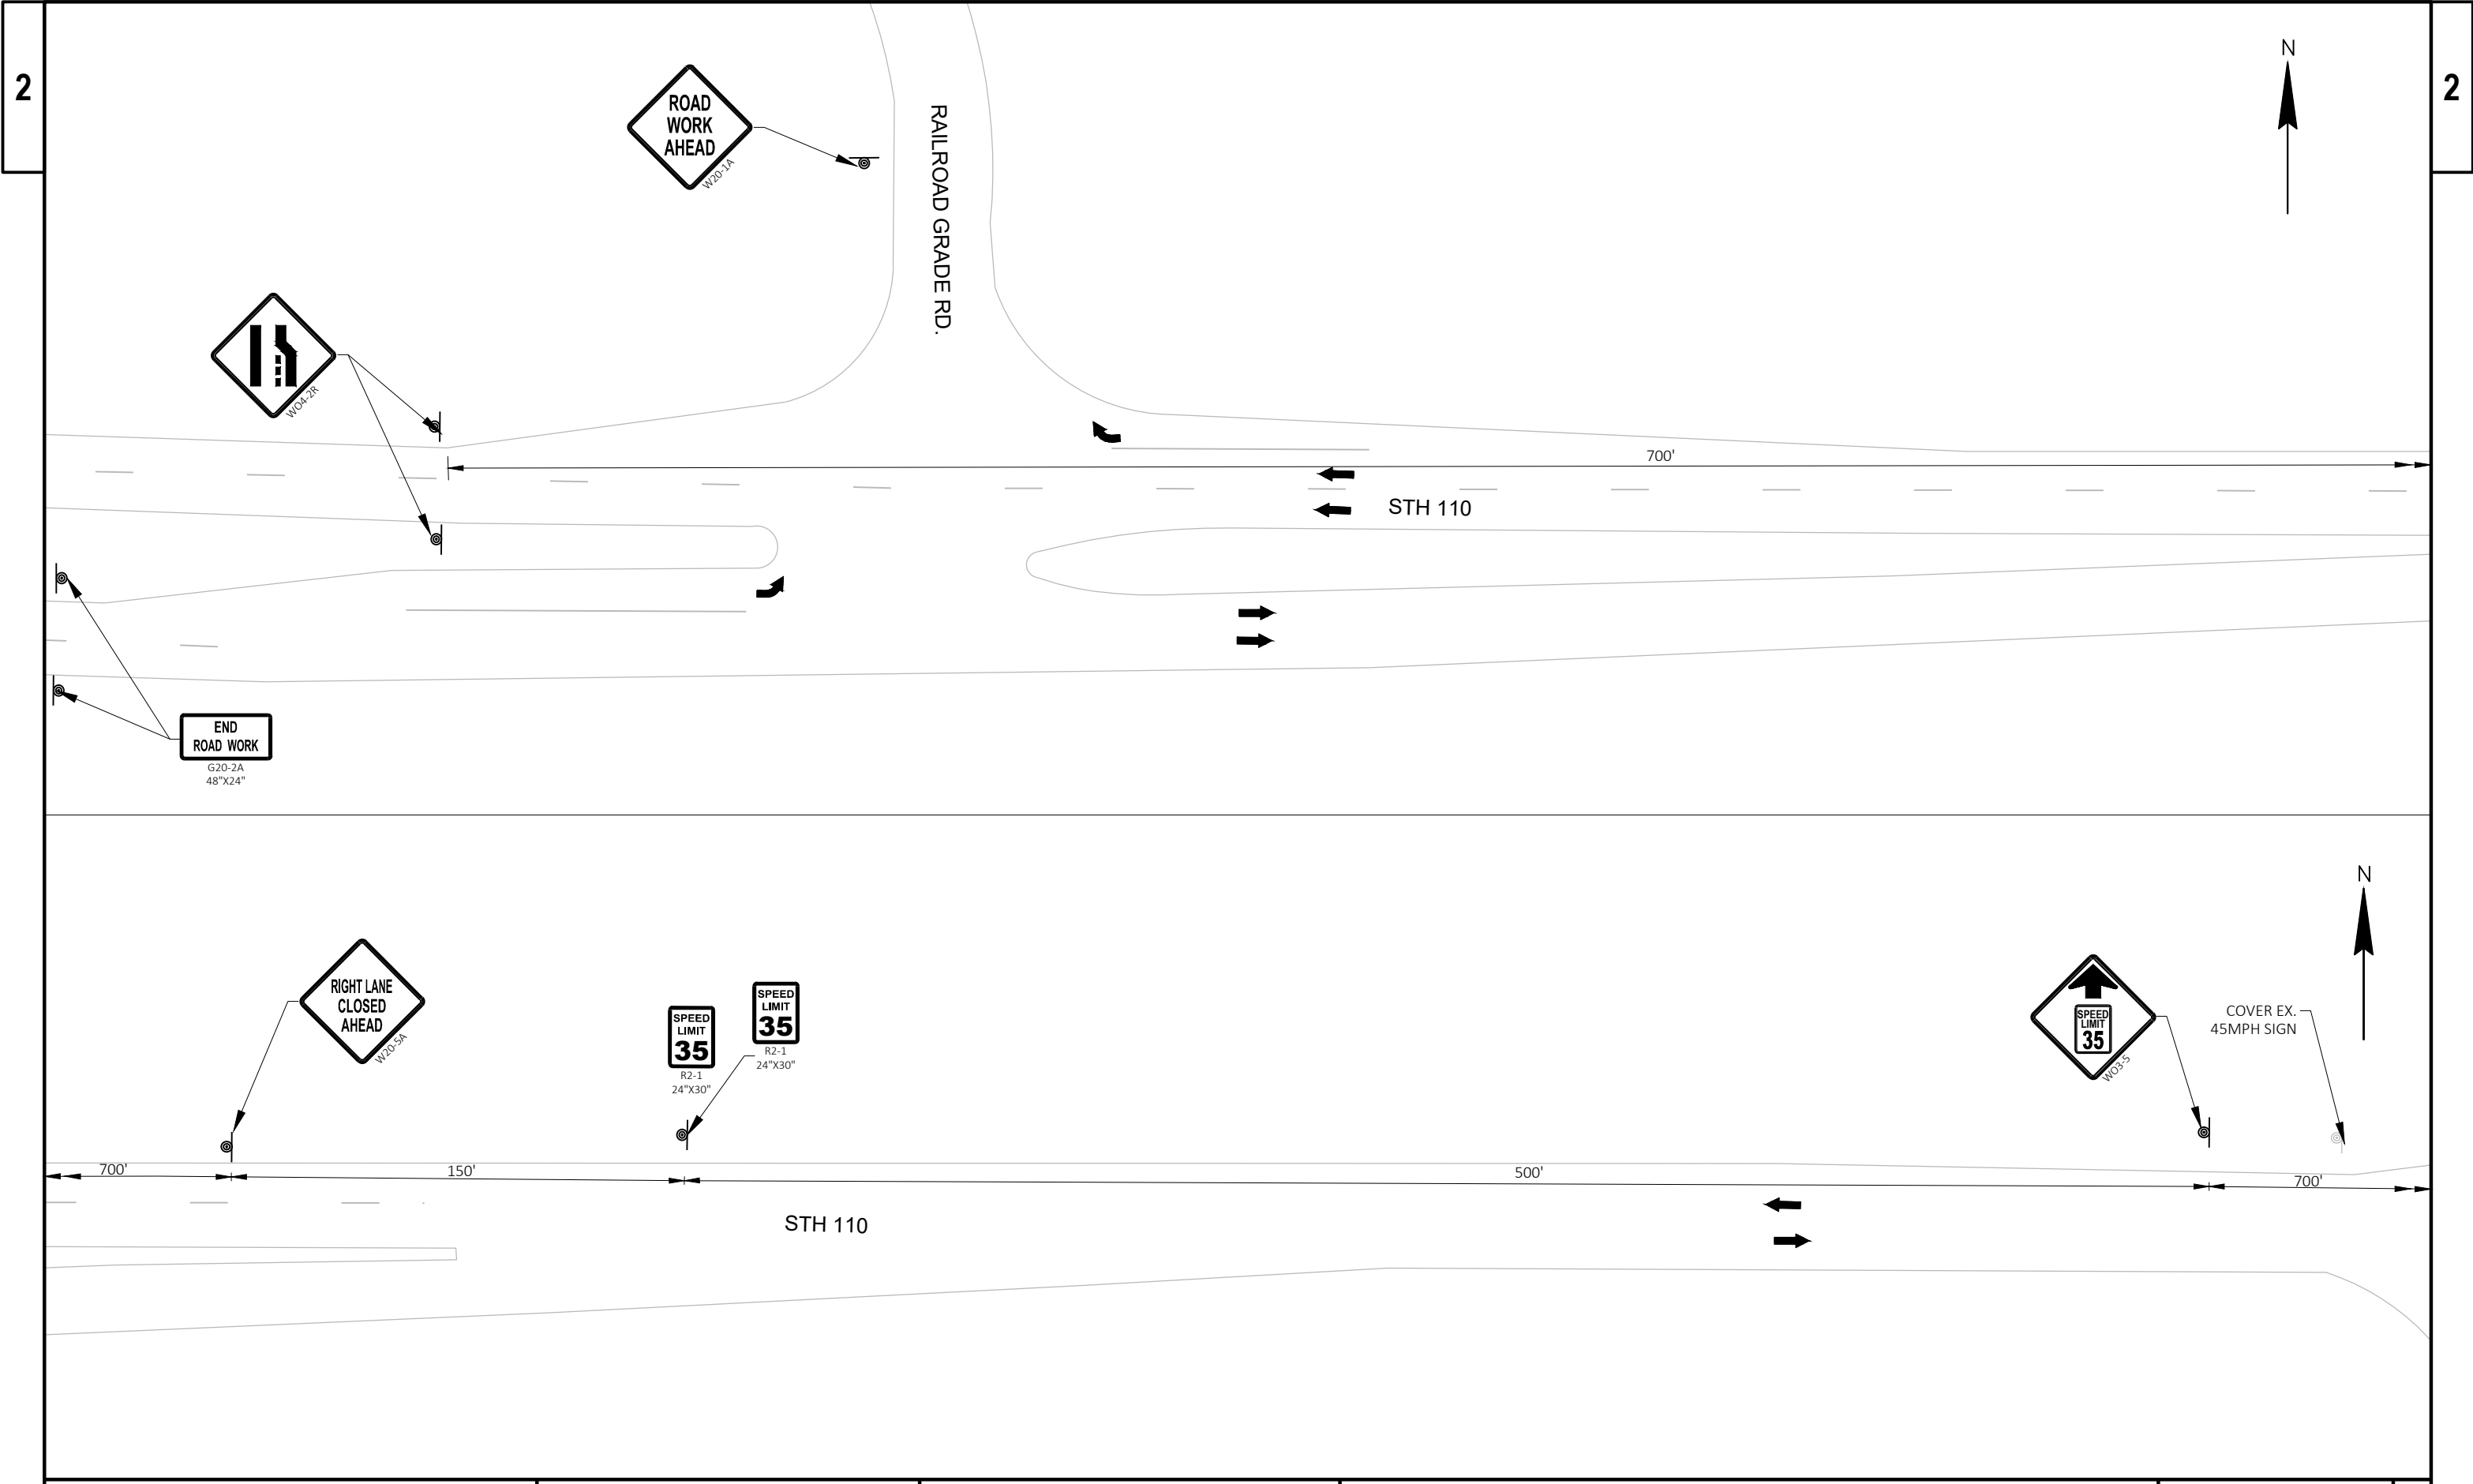 2
2
N
ROAD
WORK
AHEAD
W20-1A
RAILROAD GRADE RD.
WO4-2R
700'
STH 110
END
ROAD WORK
G20-2A
48"X24"
N
RIGHT LANE
CLOSED
AHEAD
W20-5A
SPEED
LIMIT
35
R2-1
24"X30"
SPEED
LIMIT
35
R2-1
24"X30"
SPEED
LIMIT
35
WO3-5
COVER EX.
45MPH SIGN
700'
150'
500'
700'
STH 110